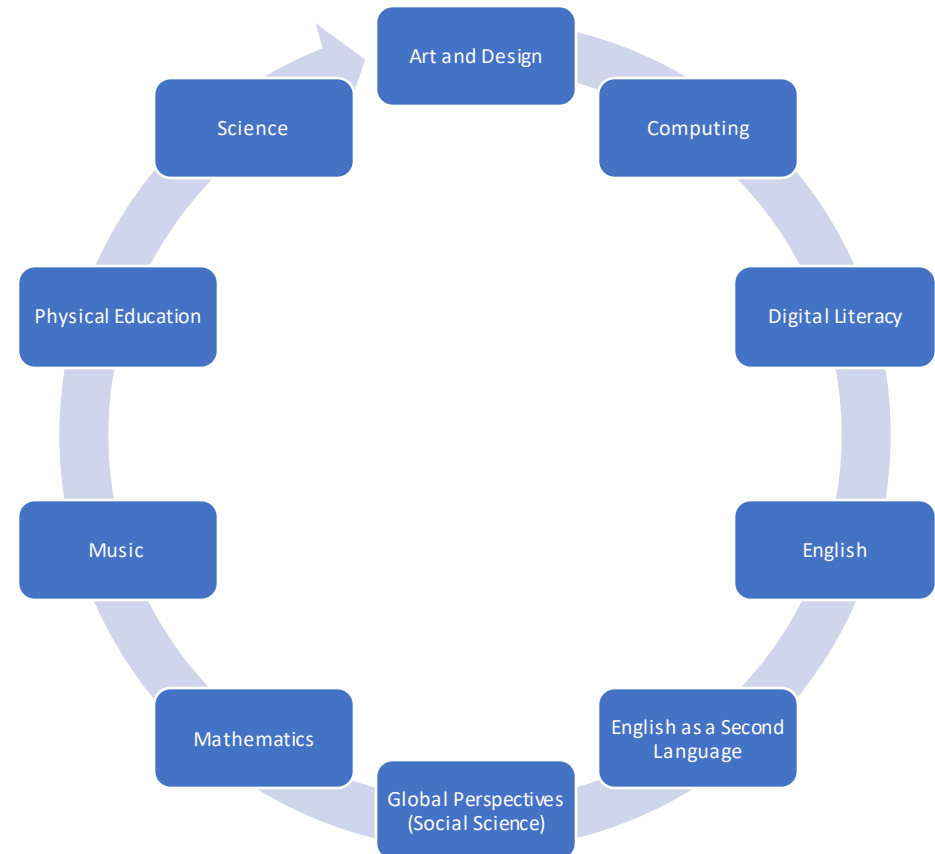 Art and Design
Computing
Digital Literacy
English
English as a Second
Language
Global Perspectives
(Social Science)
Mathematics
Music
Physical Education
Science